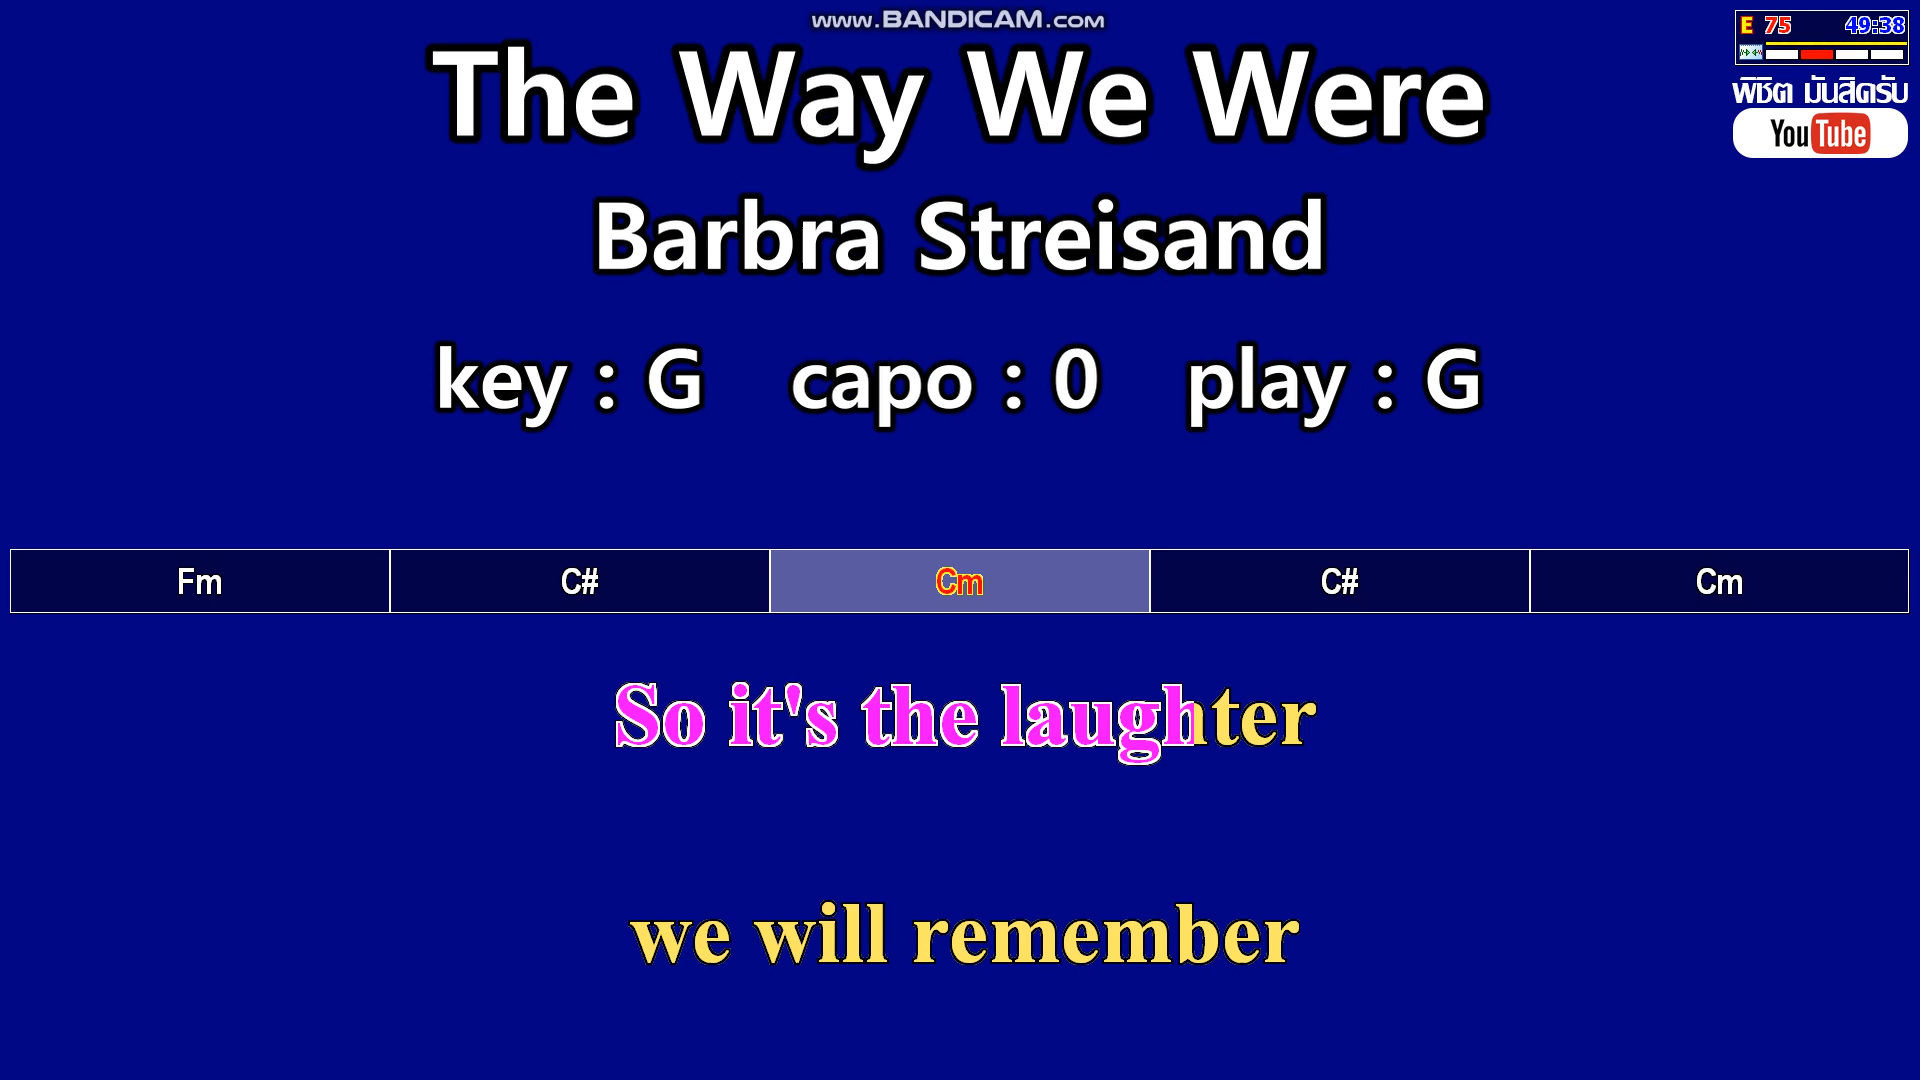 www.BANDICAM.com
E 75 49:38
The Way We Were
พิชิต มันสิดรับ
YouTube
Barbra Streisand
key : G capo : 0 play : G
Fm C# Cm C# Cm
So it's the laughter
we will remember